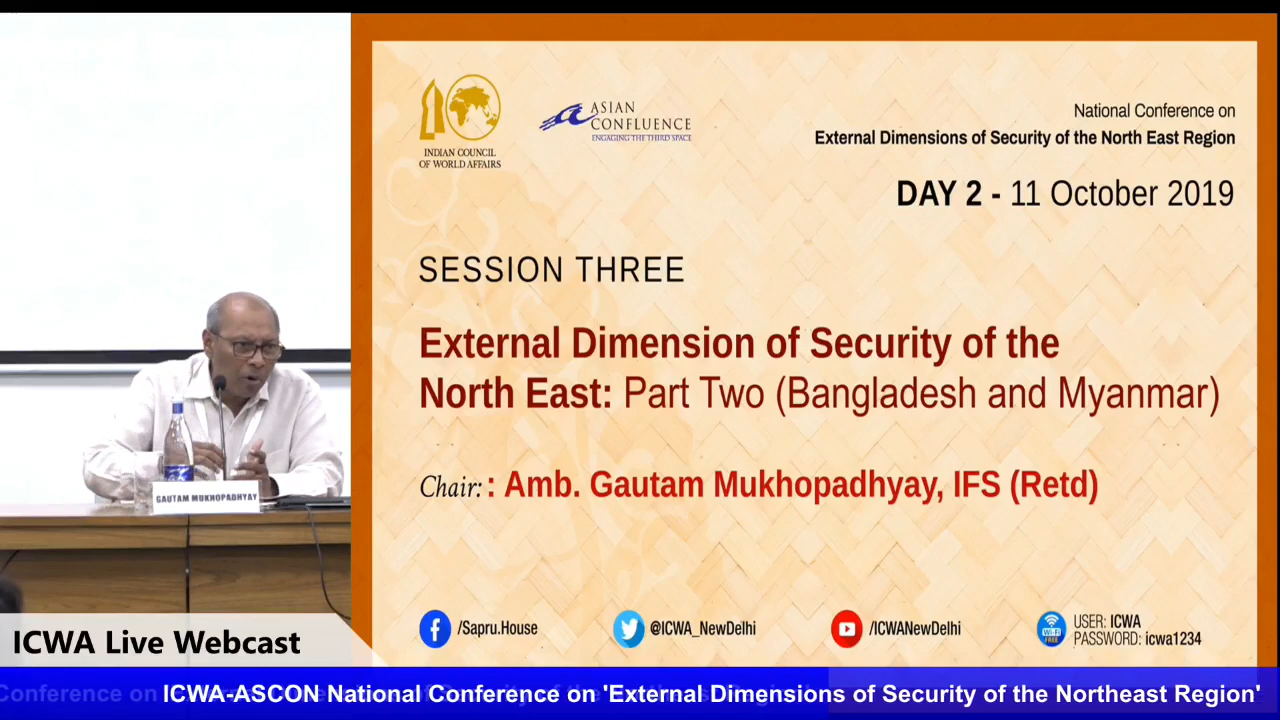 INDIAN COUNCIL
OF WORLD AFFAIRS
ASIAN
CONFLUENCE
ENGAGING THE THIRD SPACE
National Conference on
External Dimensions of Security of the North East Region
DAY 2 - 11 October 2019
SESSION THREE
External Dimension of Security of the
North East: Part Two (Bangladesh and Myanmar)
Chair: : Amb. Gautam Mukhopadhyay, IFS (Retd)
GAUTAM MUKHOPADHYAY
/Sapru.House
@ICWA_NewDelhi
/ICWANewDelhi
Wi-Fi
FREE
USER: ICWA
PASSWORD: icwa1234
ICWA Live Webcast
ICWA-ASCON National Conference on 'External Dimensions of Security of the Northeast Region'